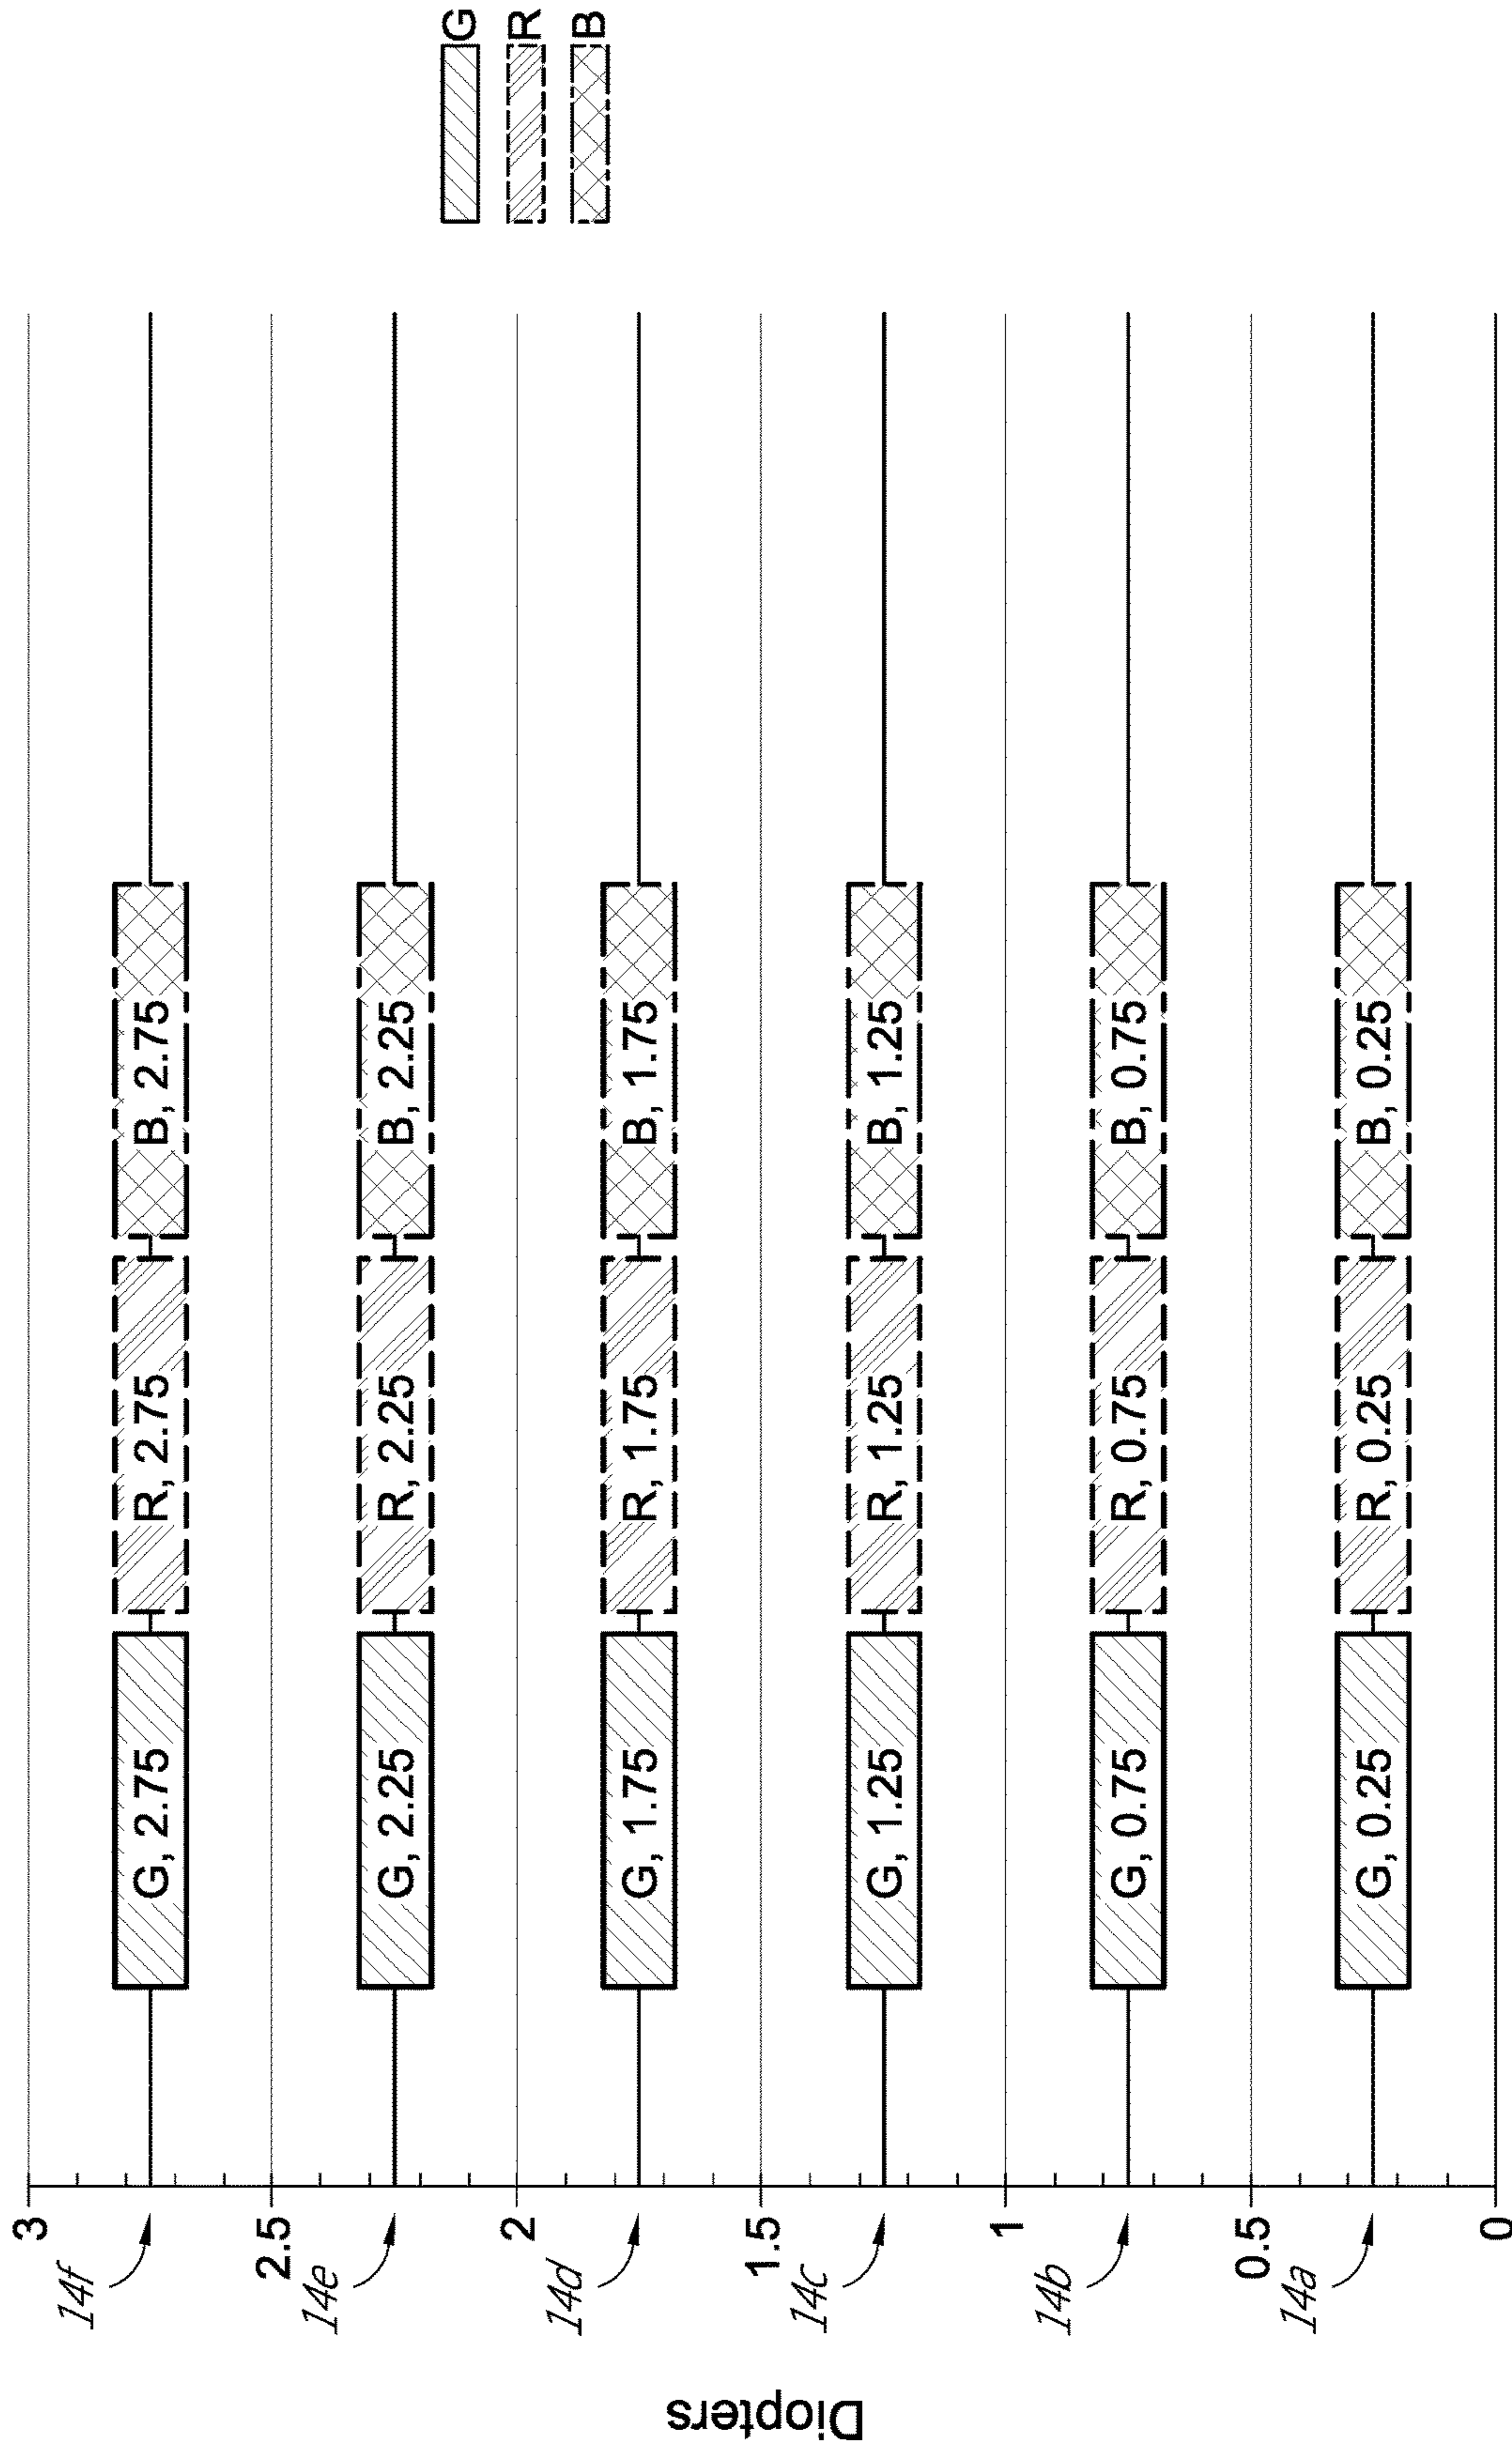 Diopters
3
14f
G, 2.75
R, 2.75
B, 2.75
2.5
14e
G, 2.25
R, 2.25
B, 2.25
2
14d
G, 1.75
R, 1.75
B, 1.75
1.5
14c
G, 1.25
R, 1.25
B, 1.25
1
14b
G, 0.75
R, 0.75
B, 0.75
0.5
14a
G, 0.25
R, 0.25
B, 0.25
0
G
R
B